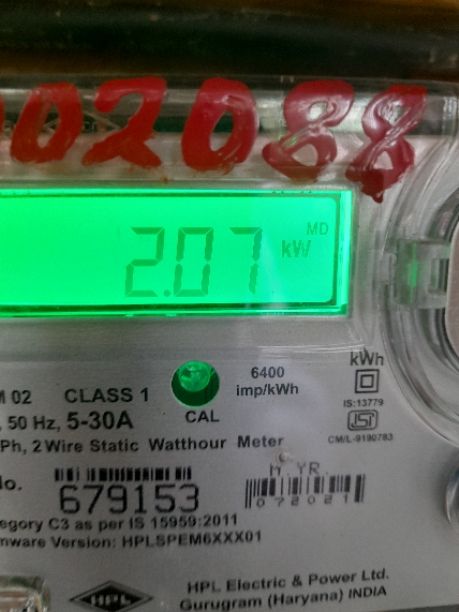 002088
2.07 MD kW
6400 imp/kWh
kWh
M 02 CLASS 1
CAL
IS:13779
, 50 Hz, 5-30A
CM/L-9190783
Ph, 2 Wire Static Watthour Meter
No.
679153
M.YR.
072021
egory C3 as per IS 15959:2011
mware Version: HPLSPEM6XXX01
HPL
HPL Electric & Power Ltd.
Gurugram (Haryana) INDIA